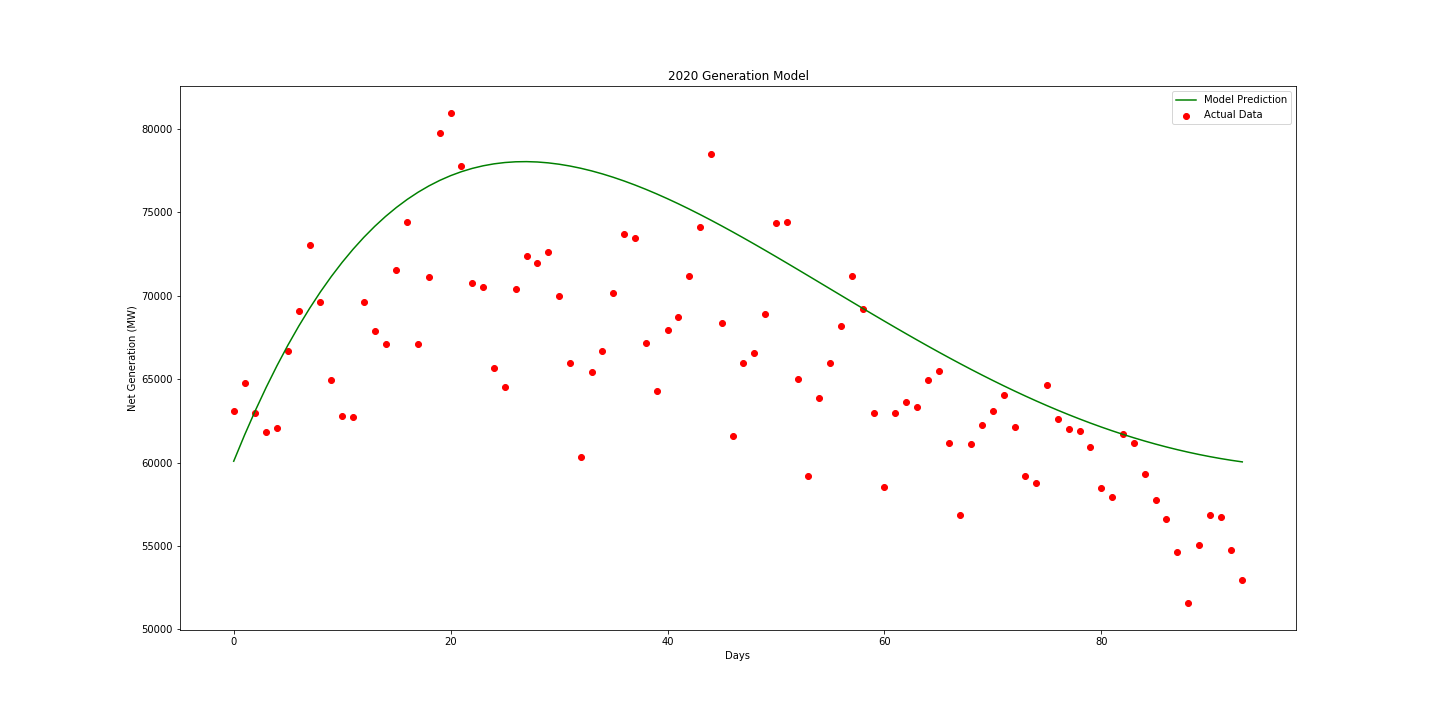 2020 Generation Model
Model Prediction
Actual Data
Net Generation (MW)
80000
75000
70000
65000
60000
55000
50000
0 20 40 60 80
Days